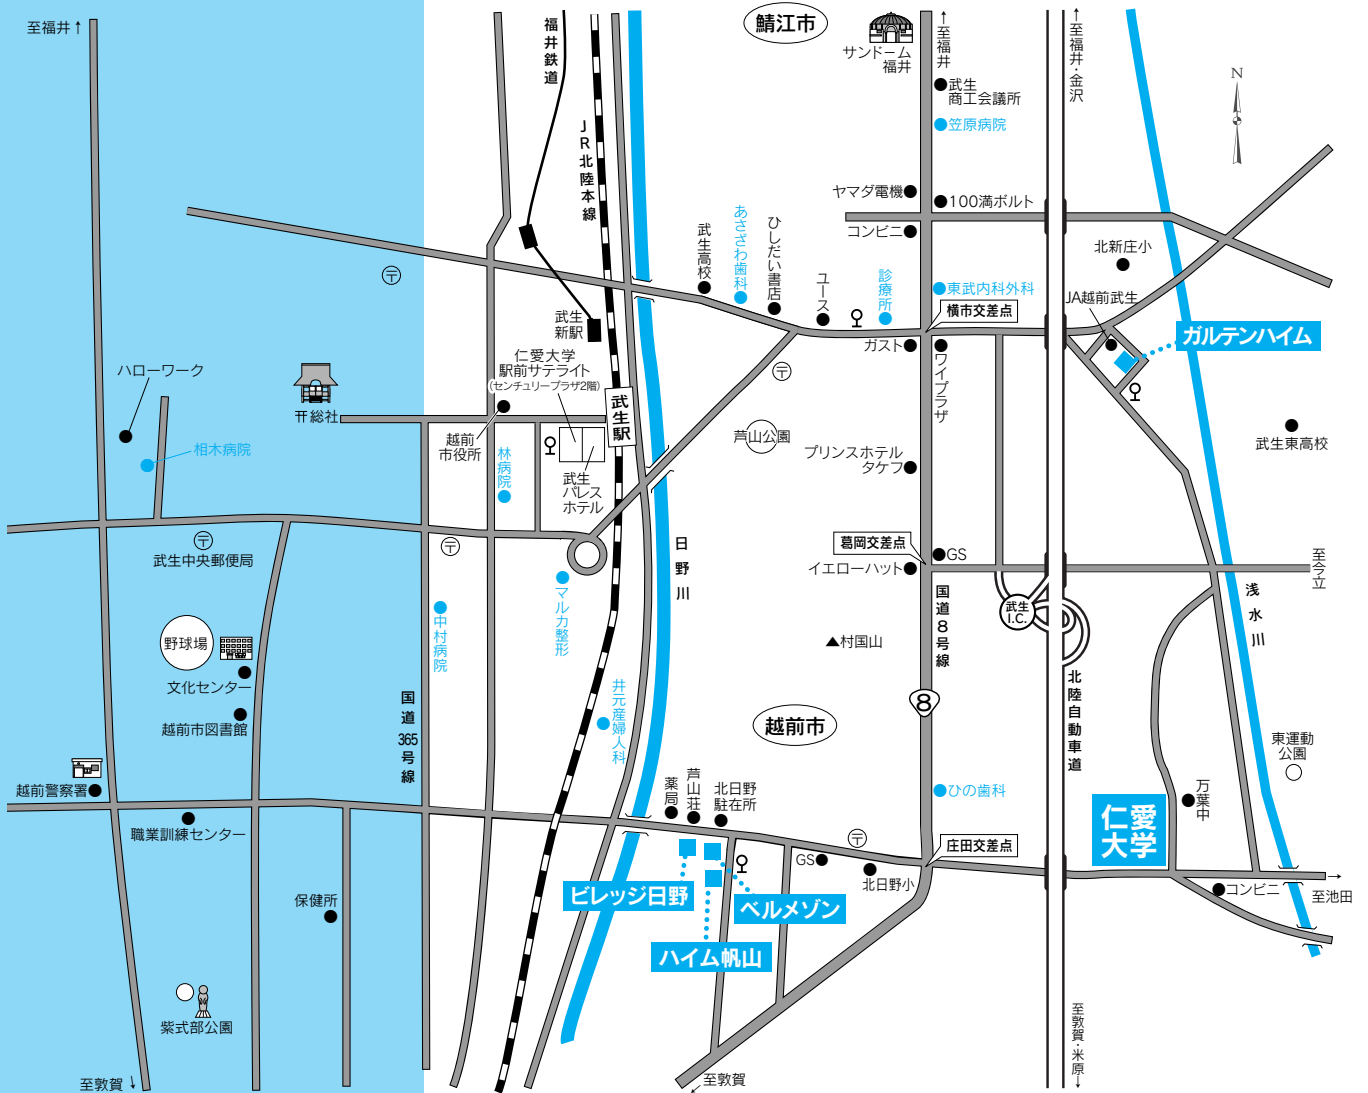 至福井↑
福井鉄道
JR北陸本線
鯖江市
サンドーム
福井
↑至福井
↑至福井・金沢
N
武生
商工会議所
笠原病院
ヤマダ電機
100満ボルト
コンビニ
武生高校
あさざわ歯科
ひしだい書店
ユース
診療所
東武内科外科
横市交差点
北新庄小
JA越前武生
ガルテンハイム
〒
武生
新駅
仁愛大学
駅前サテライト
(センチュリープラザ2階)
武生駅
ガスト
ワイプラザ
〒
ハローワーク
総社
相木病院
越前
市役所
林病院
武生
パレス
ホテル
芦山公園
プリンスホテル
タケフ
武生東高校
〒
武生中央郵便局
〒
日野川
葛岡交差点
GS
イエローハット
至今立
マルカ整形
中村病院
国道8号線
武生
I.C.
浅水川
野球場
文化センター
越前市図書館
村国山
井元産婦人科
国道365号線
8
越前市
北陸自動車道
東運動
公園
越前警察署
職業訓練センター
薬局
芦山荘
北日野
駐在所
ひの歯科
万葉中
仁愛
大学
〒
庄田交差点
GS
北日野小
コンビニ
→
至池田
ビレッジ日野
ベルメゾン
ハイム帆山
保健所
紫式部公園
至敦賀↓
至敦賀
↙
至敦賀・米原↓